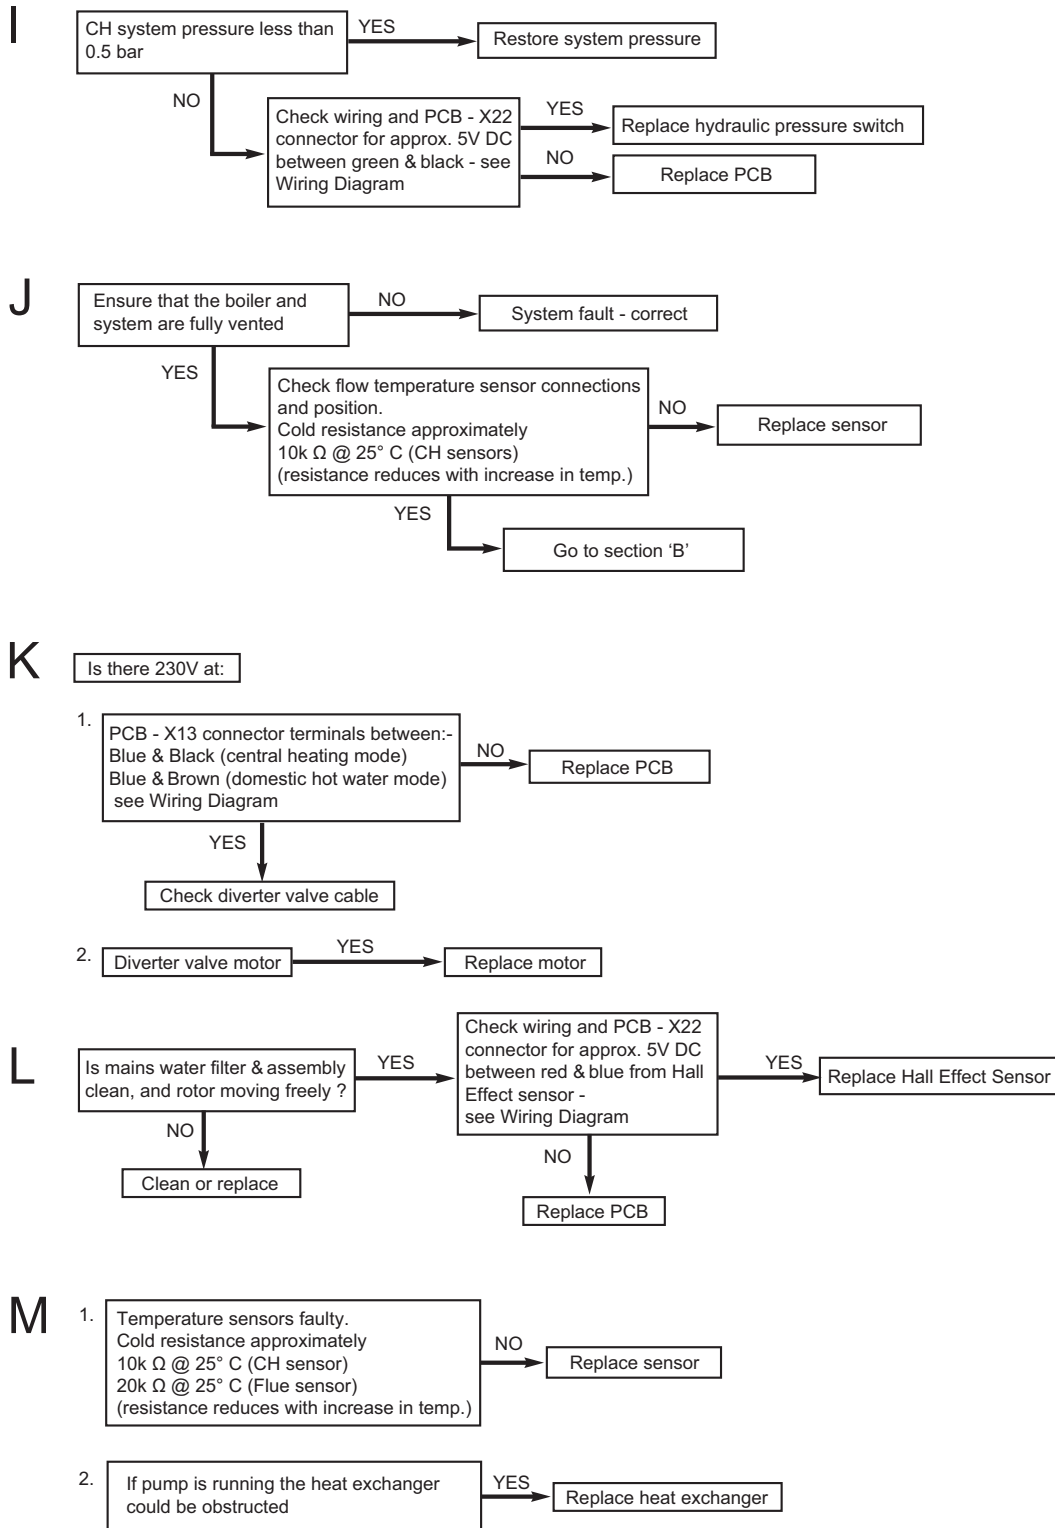 I
CH system pressure less than
0.5 bar
YES
Restore system pressure
NO
Check wiring and PCB - X22
connector for approx. 5V DC
between green & black - see
Wiring Diagram
YES
Replace hydraulic pressure switch
NO
Replace PCB
J
Ensure that the boiler and
system are fully vented
NO
System fault - correct
YES
Check flow temperature sensor connections
and position.
Cold resistance approximately
10k Ω @ 25° C (CH sensors)
(resistance reduces with increase in temp.)
NO
Replace sensor
YES
Go to section ‘B’
K
Is there 230V at:
1.
PCB - X13 connector terminals between:-
Blue & Black (central heating mode)
Blue & Brown (domestic hot water mode)
see Wiring Diagram
NO
Replace PCB
YES
Check diverter valve cable
2.
Diverter valve motor
YES
Replace motor
L
Is mains water filter & assembly
clean, and rotor moving freely ?
YES
Check wiring and PCB - X22
connector for approx. 5V DC
between red & blue from Hall
Effect sensor -
see Wiring Diagram
YES
Replace Hall Effect Sensor
NO
Clean or replace
NO
Replace PCB
M
1.
Temperature sensors faulty.
Cold resistance approximately
10k Ω @ 25° C (CH sensor)
20k Ω @ 25° C (Flue sensor)
(resistance reduces with increase in temp.)
NO
Replace sensor
2.
If pump is running the heat exchanger
could be obstructed
YES
Replace heat exchanger